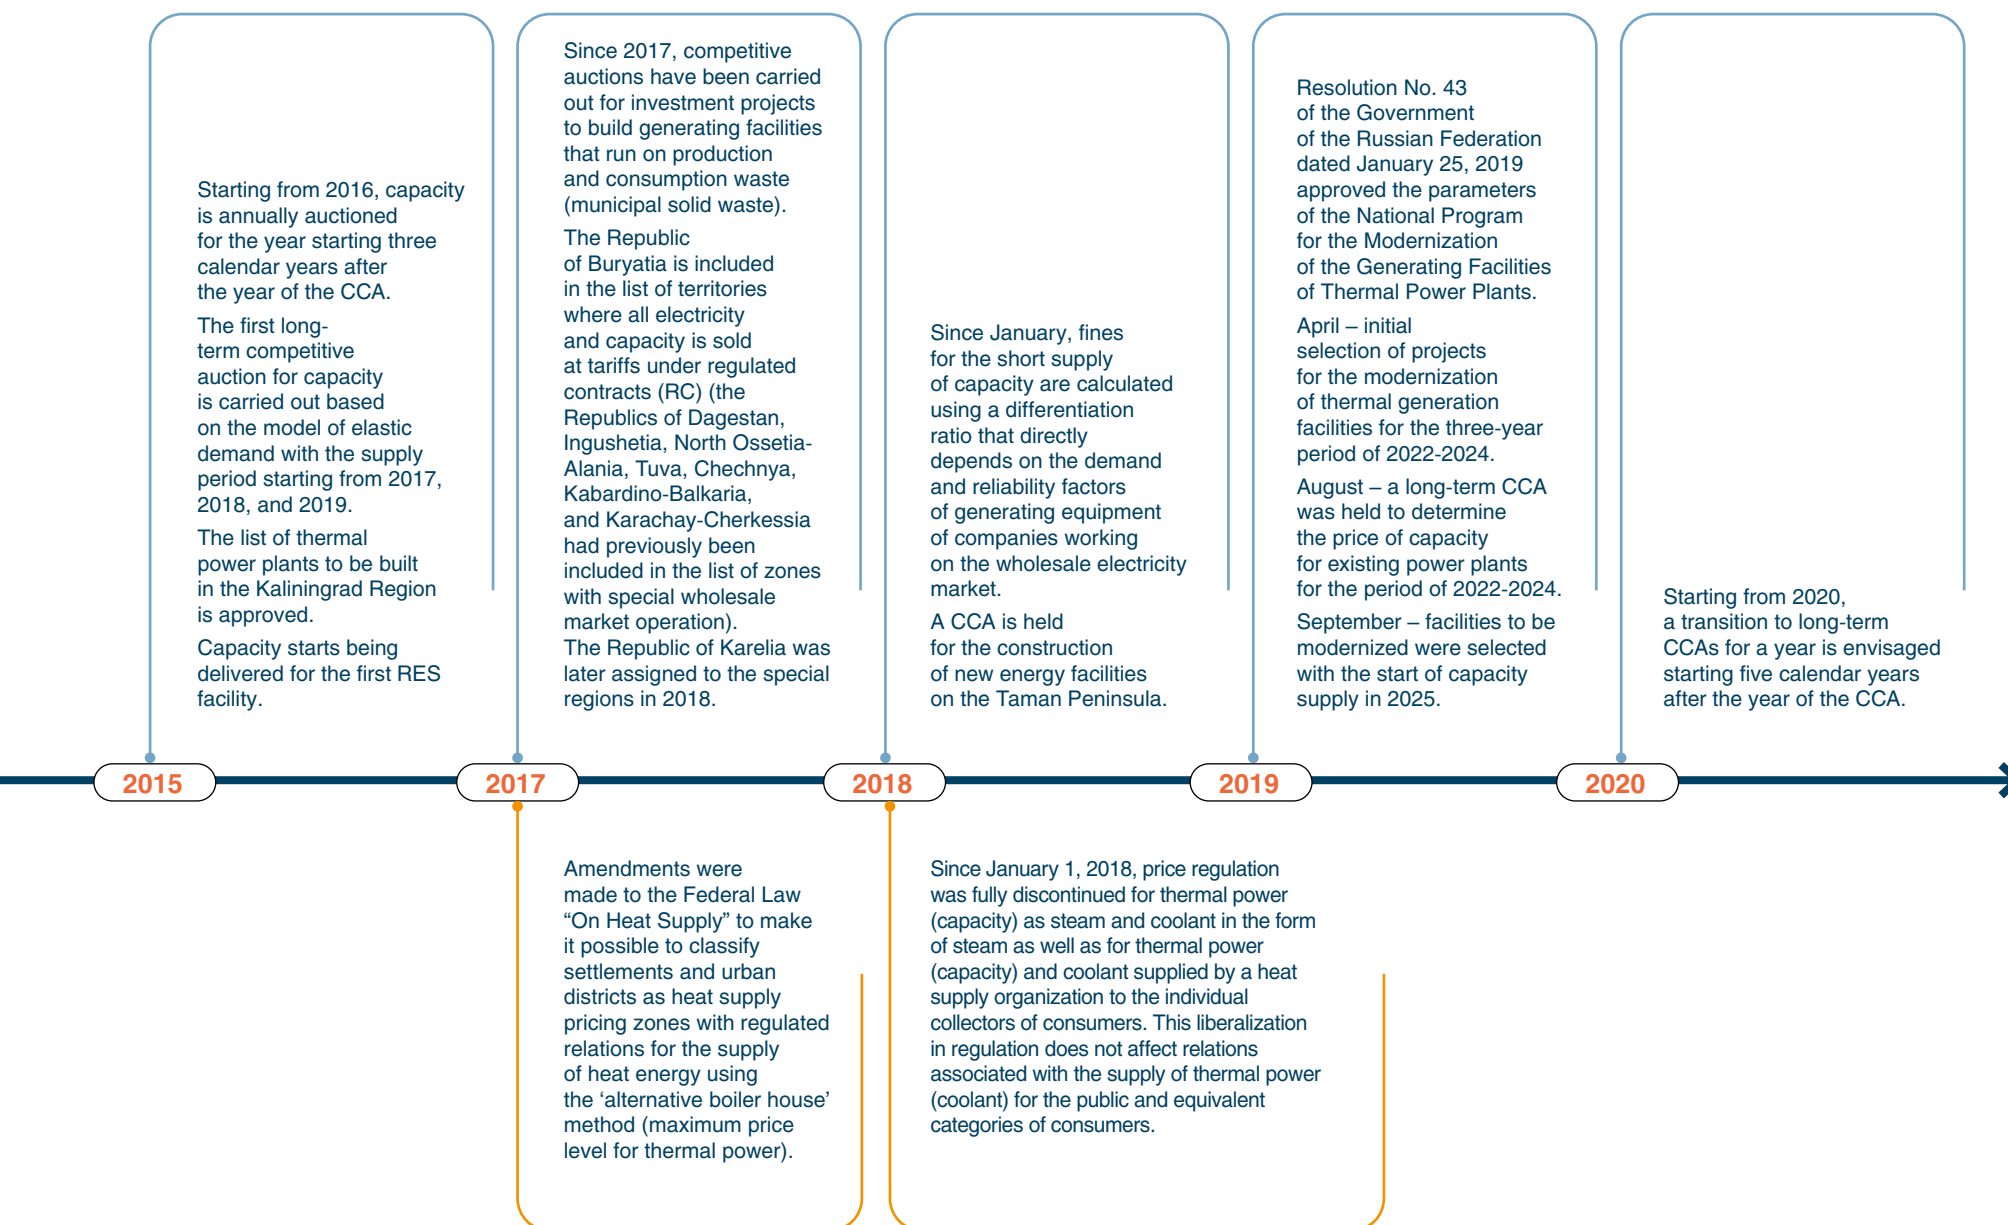 Starting from 2016, capacity
is annually auctioned
for the year starting three
calendar years after
the year of the CCA.
The first long-
term competitive
auction for capacity
is carried out based
on the model of elastic
demand with the supply
period starting from 2017,
2018, and 2019.
The list of thermal
power plants to be built
in the Kaliningrad Region
is approved.
Capacity starts being
delivered for the first RES
facility.
Since 2017, competitive
auctions have been carried
out for investment projects
to build generating facilities
that run on production
and consumption waste
(municipal solid waste).
The Republic
of Buryatia is included
in the list of territories
where all electricity
and capacity is sold
at tariffs under regulated
contracts (RC) (the
Republics of Dagestan,
Ingushetia, North Ossetia-
Alania, Tuva, Chechnya,
Kabardino-Balkaria,
and Karachay-Cherkessia
had previously been
included in the list of zones
with special wholesale
market operation).
The Republic of Karelia was
later assigned to the special
regions in 2018.
Since January, fines
for the short supply
of capacity are calculated
using a differentiation
ratio that directly
depends on the demand
and reliability factors
of generating equipment
of companies working
on the wholesale electricity
market.
A CCA is held
for the construction
of new energy facilities
on the Taman Peninsula.
Resolution No. 43
of the Government
of the Russian Federation
dated January 25, 2019
approved the parameters
of the National Program
for the Modernization
of the Generating Facilities
of Thermal Power Plants.
April – initial
selection of projects
for the modernization
of thermal generation
facilities for the three-year
period of 2022-2024.
August – a long-term CCA
was held to determine
the price of capacity
for existing power plants
for the period of 2022-2024.
September – facilities to be
modernized were selected
with the start of capacity
supply in 2025.
Starting from 2020,
a transition to long-term
CCAs for a year is envisaged
starting five calendar years
after the year of the CCA.
2015
2017
2018
2019
2020
Amendments were
made to the Federal Law
“On Heat Supply” to make
it possible to classify
settlements and urban
districts as heat supply
pricing zones with regulated
relations for the supply
of heat energy using
the ‘alternative boiler house’
method (maximum price
level for thermal power).
Since January 1, 2018, price regulation
was fully discontinued for thermal power
(capacity) as steam and coolant in the form
of steam as well as for thermal power
(capacity) and coolant supplied by a heat
supply organization to the individual
collectors of consumers. This liberalization
in regulation does not affect relations
associated with the supply of thermal power
(coolant) for the public and equivalent
categories of consumers.